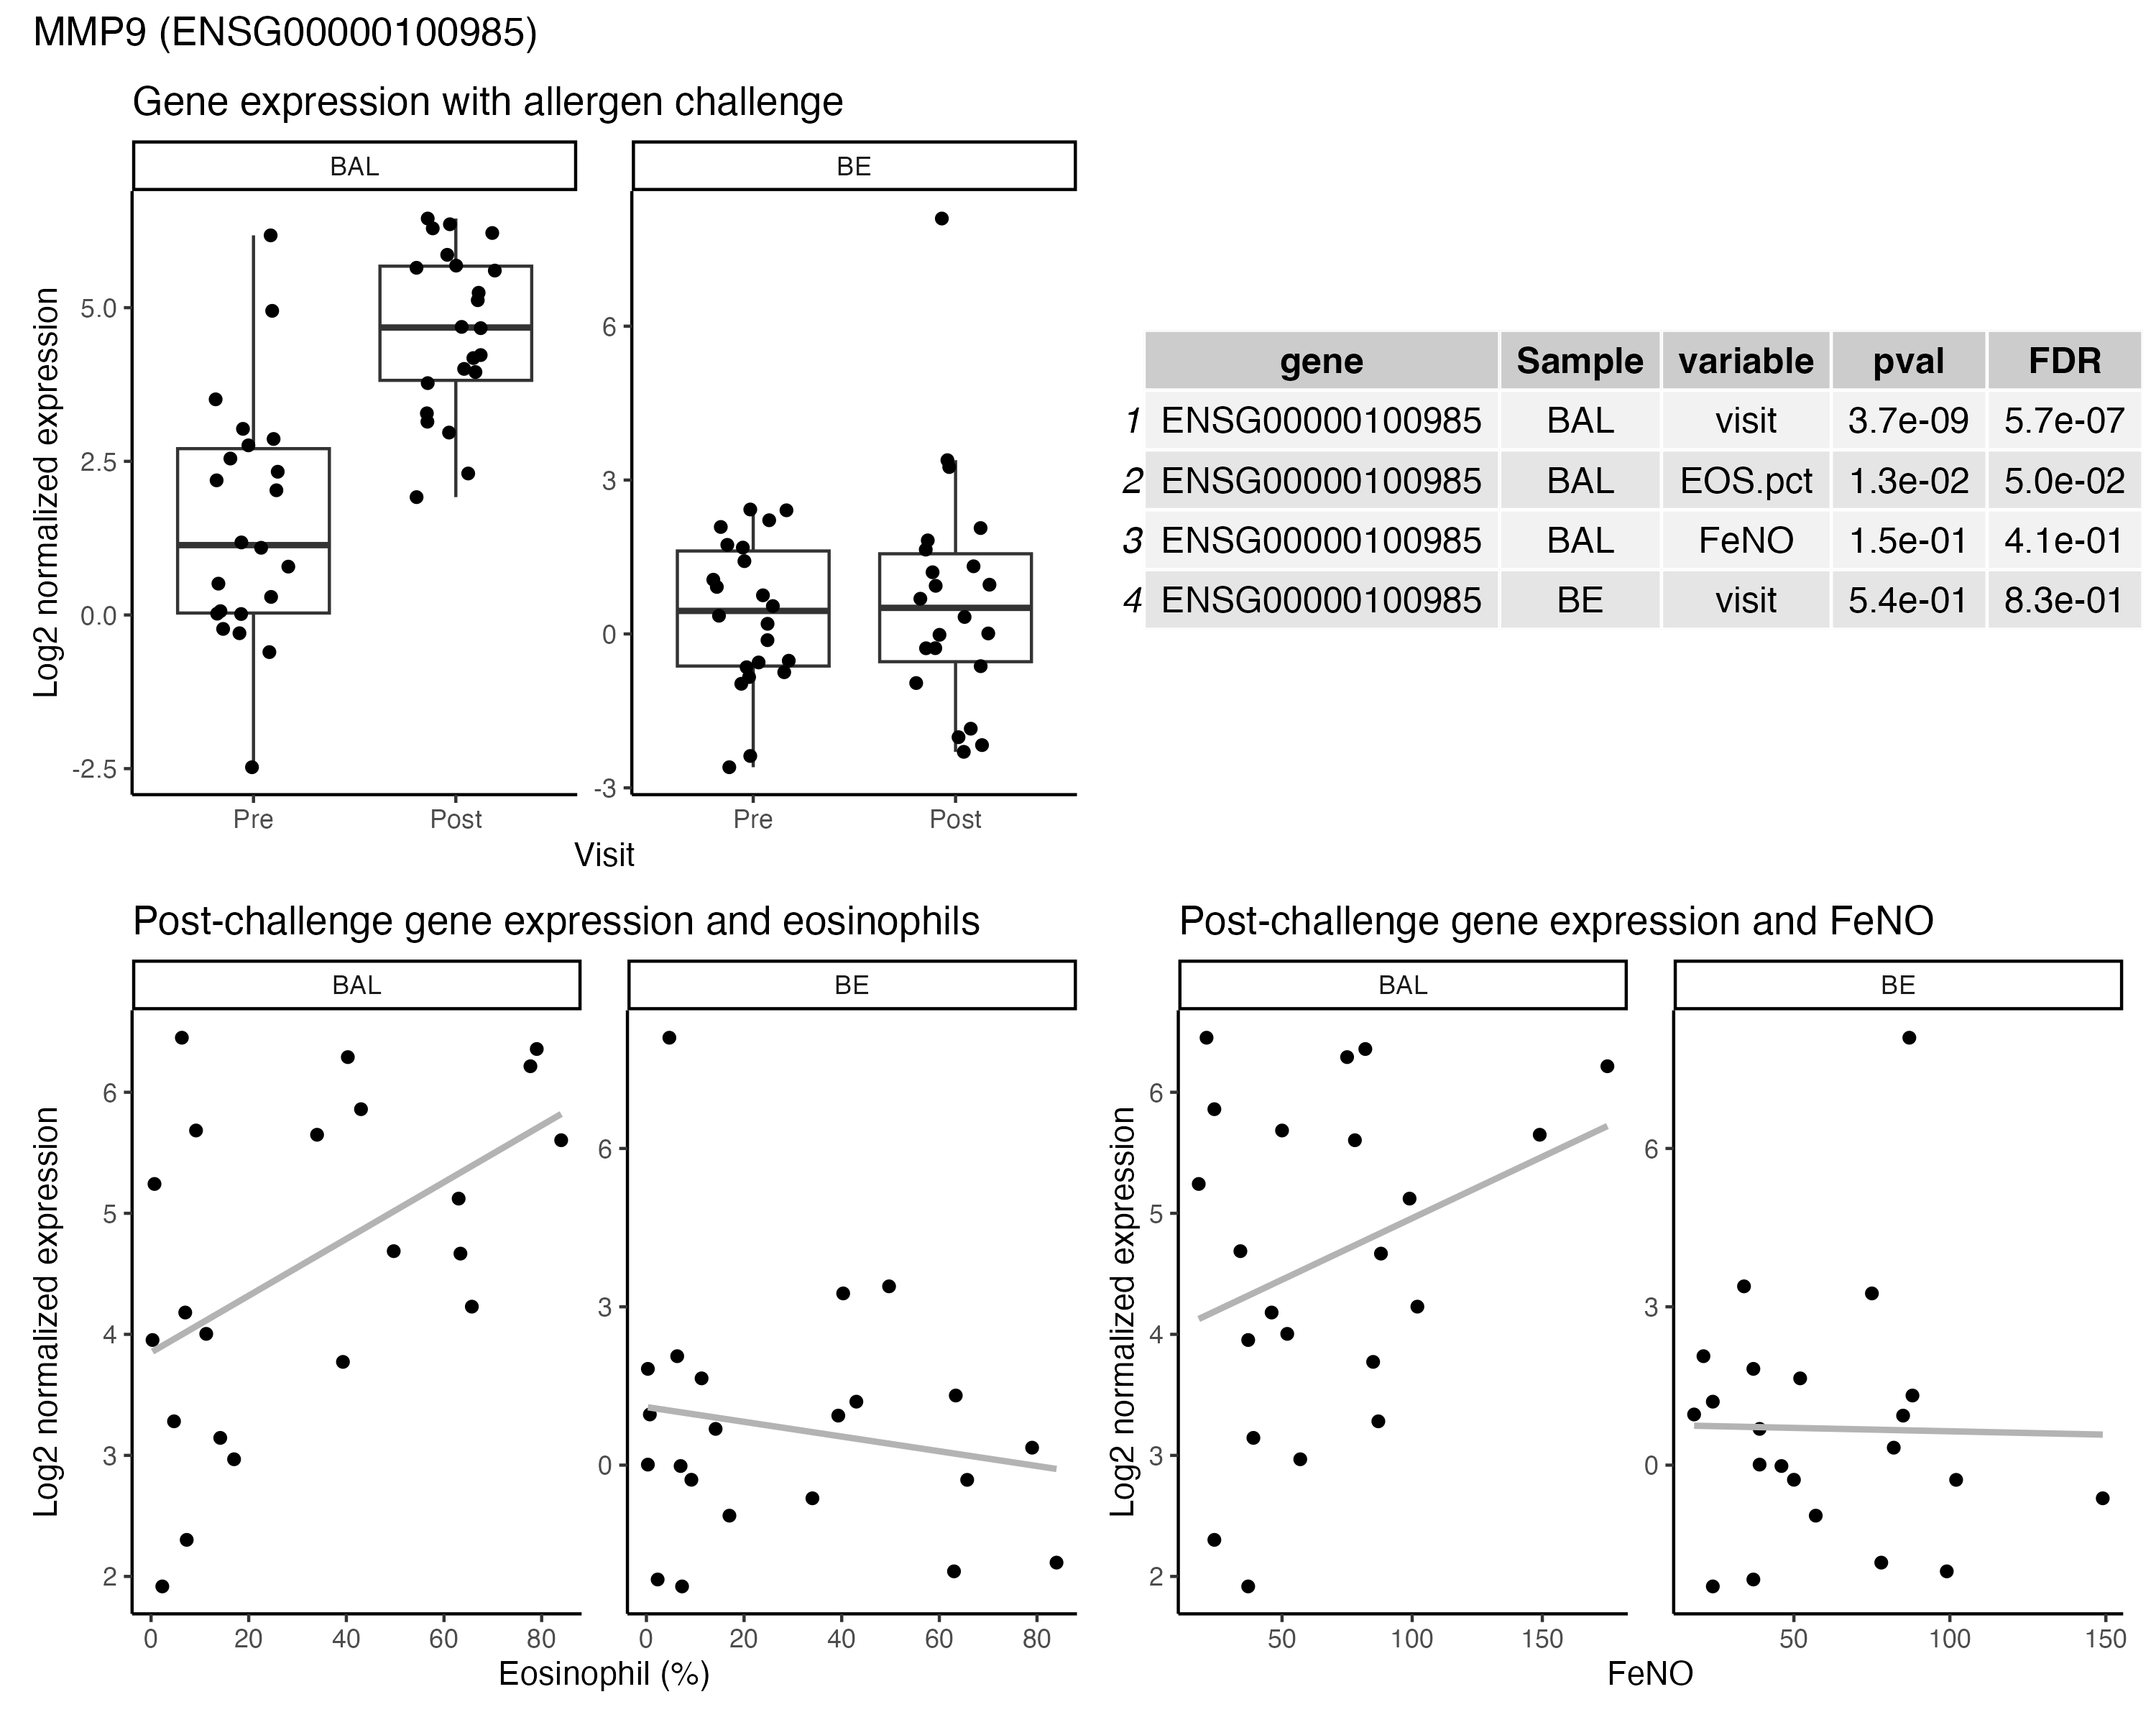 MMP9 (ENSG00000100985)
Gene expression with allergen challenge
BAL
BE
Log2 normalized expression
5.0
2.5
0.0
-2.5
6
3
0
-3
Pre
Post
Pre
Post
Visit
gene Sample variable pval FDR
1 ENSG00000100985 BAL visit 3.7e-09 5.7e-07
2 ENSG00000100985 BAL EOS.pct 1.3e-02 5.0e-02
3 ENSG00000100985 BAL FeNO 1.5e-01 4.1e-01
4 ENSG00000100985 BE visit 5.4e-01 8.3e-01
Post-challenge gene expression and eosinophils
BAL
BE
Log2 normalized expression
6
5
4
3
2
6
3
0
0 20 40 60 80
0 20 40 60 80
Eosinophil (%)
Post-challenge gene expression and FeNO
BAL
BE
Log2 normalized expression
6
5
4
3
2
6
3
0
50 100 150
50 100 150
FeNO